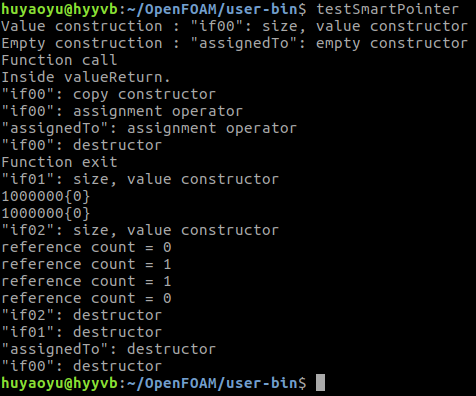 huyaoyu@hyyvb:~/OpenFOAM/user-bin$ testSmartPointer
Value construction : "if00": size, value constructor
Empty construction : "assignedTo": empty constructor
Function call
Inside valueReturn.
"if00": copy constructor
"if00": assignment operator
"assignedTo": assignment operator
"if00": destructor
Function exit
"if01": size, value constructor
1000000{0}
1000000{0}
"if02": size, value constructor
reference count = 0
reference count = 1
reference count = 1
reference count = 0
"if02": destructor
"if01": destructor
"assignedTo": destructor
"if00": destructor
huyaoyu@hyyvb:~/OpenFOAM/user-bin$